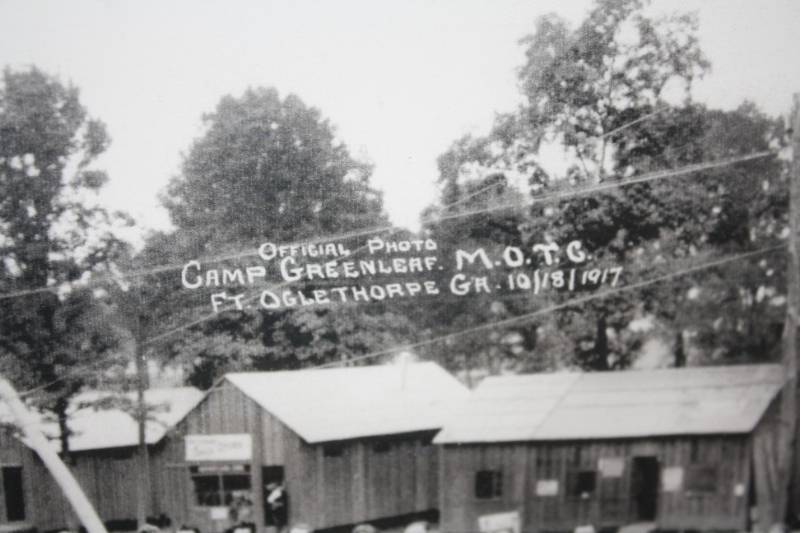 OFFICIAL PHOTO
CAMP GREENLEAF. M.O.T.C.
FT. OGLETHORPE GA. 10/18/1917